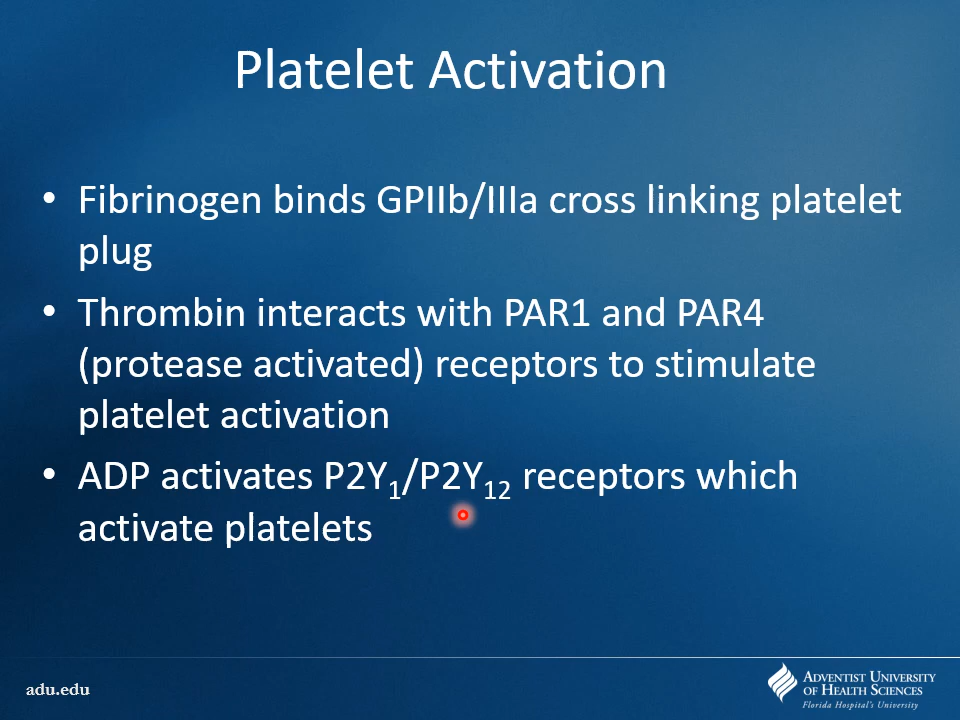 Platelet Activation
• Fibrinogen binds GPIIb/IIIa cross linking platelet
plug
• Thrombin interacts with PAR1 and PAR4
(protease activated) receptors to stimulate
platelet activation
• ADP activates P2Y₁/P2Y₁₂ receptors which
activate platelets
adu.edu
ADVENTIST UNIVERSITY
OF HEALTH SCIENCES
Florida Hospital's University